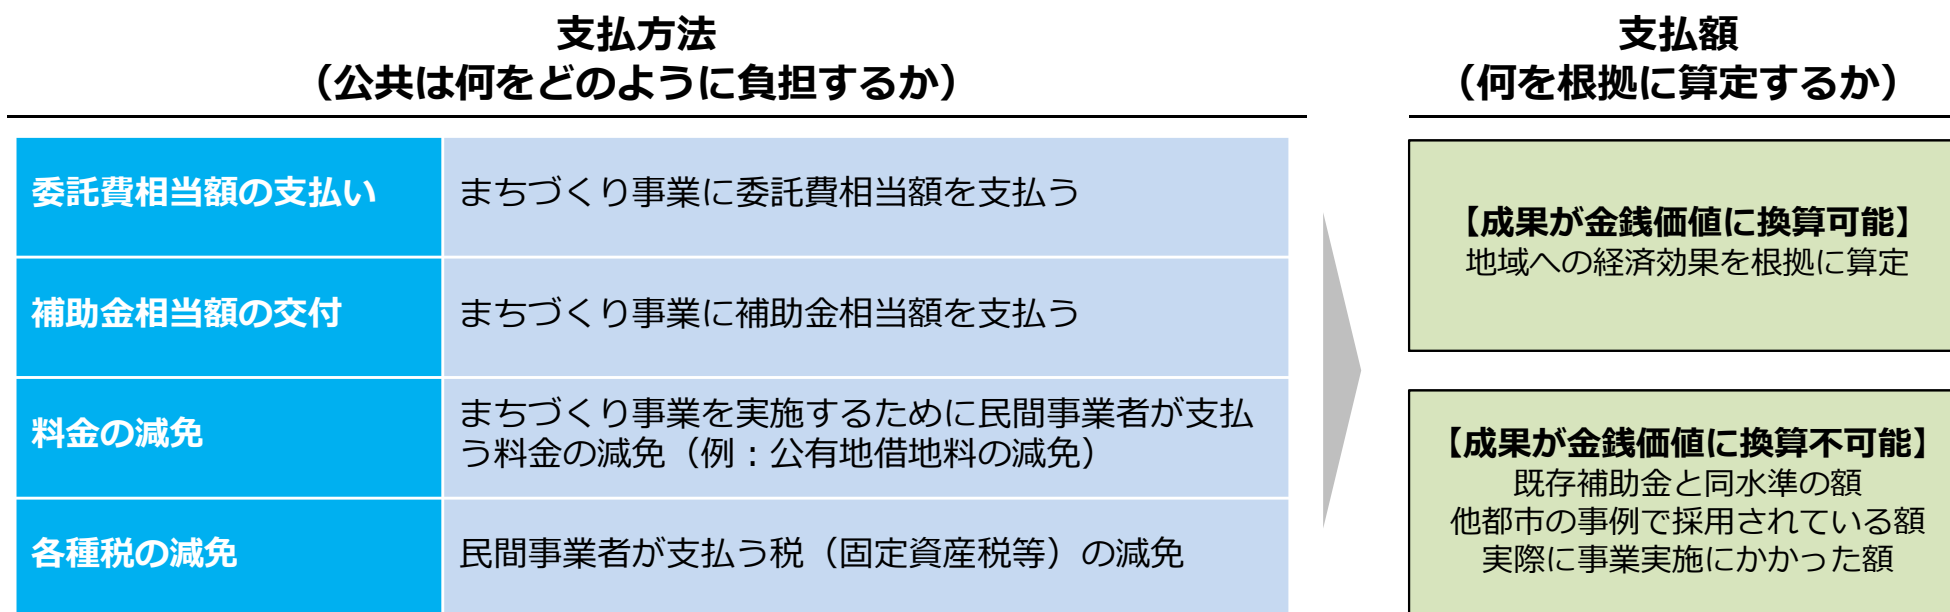 支払方法
（公共は何をどのように負担するか）
委託費相当額の支払い
まちづくり事業に委託費相当額を支払う
補助金相当額の交付
まちづくり事業に補助金相当額を支払う
料金の減免
まちづくり事業を実施するために民間事業者が支払
う料金の減免（例：公有地借地料の減免）
各種税の減免
民間事業者が支払う税（固定資産税等）の減免
支払額
（何を根拠に算定するか）
【成果が金銭価値に換算可能】
地域への経済効果を根拠に算定
【成果が金銭価値に換算不可能】
既存補助金と同水準の額
他都市の事例で採用されている額
実際に事業実施にかかった額